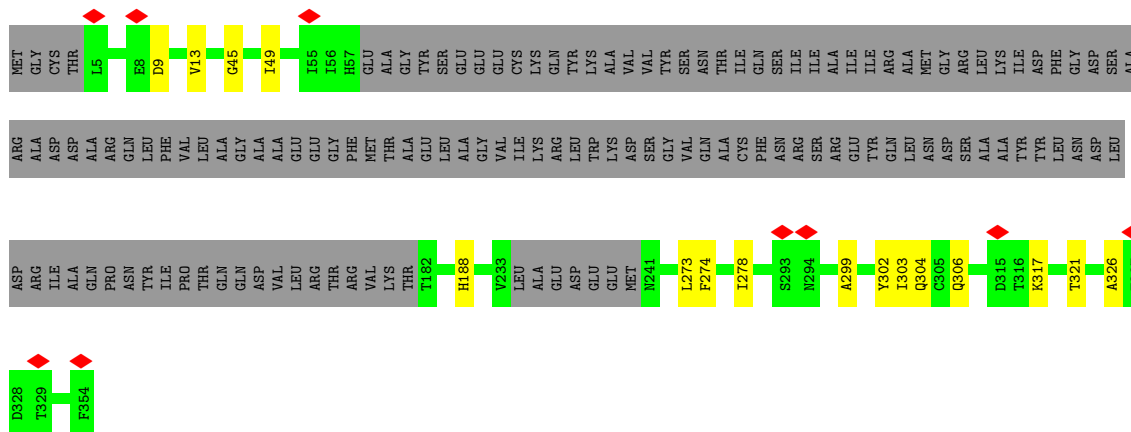 MET GLY CYS THR L5 E8 D9 V13 G45 I49 I55 I56 H57 GLU ALA GLY TYR SER GLU GLU GLU CYS LYS GLN TYR LYS ALA VAL VAL TYR SER ASN THR ILE GLN SER ILE ILE ALA ILE ILE ARG ALA MET GLY ARG LEU LYS ILE ASP PHE GLY ASP SER ALA
ARG ALA ASP ASP ALA ARG GLN LEU PHE VAL LEU ALA GLY ALA ALA GLU GLU GLY PHE MET THR ALA GLU LEU ALA GLY VAL ILE LYS ARG LEU TRP LYS ASP SER GLY VAL GLN ALA CYS PHE ASN ARG SER ARG GLU TYR GLN LEU ASN ASP SER ALA ALA TYR TYR LEU ASN ASP LEU
ASP ARG ILE ALA GLN PRO ASN TYR ILE PRO THR GLN GLN ASP VAL LEU ARG THR ARG VAL LYS THR T182 H188 V233 LEU ALA GLU ASP GLU GLU MET N241 L273 F274 I278 S293 N294 A299 Y302 I303 Q304 C305 Q306 D315 T316 K317 T321 A326
D328 T329 F354